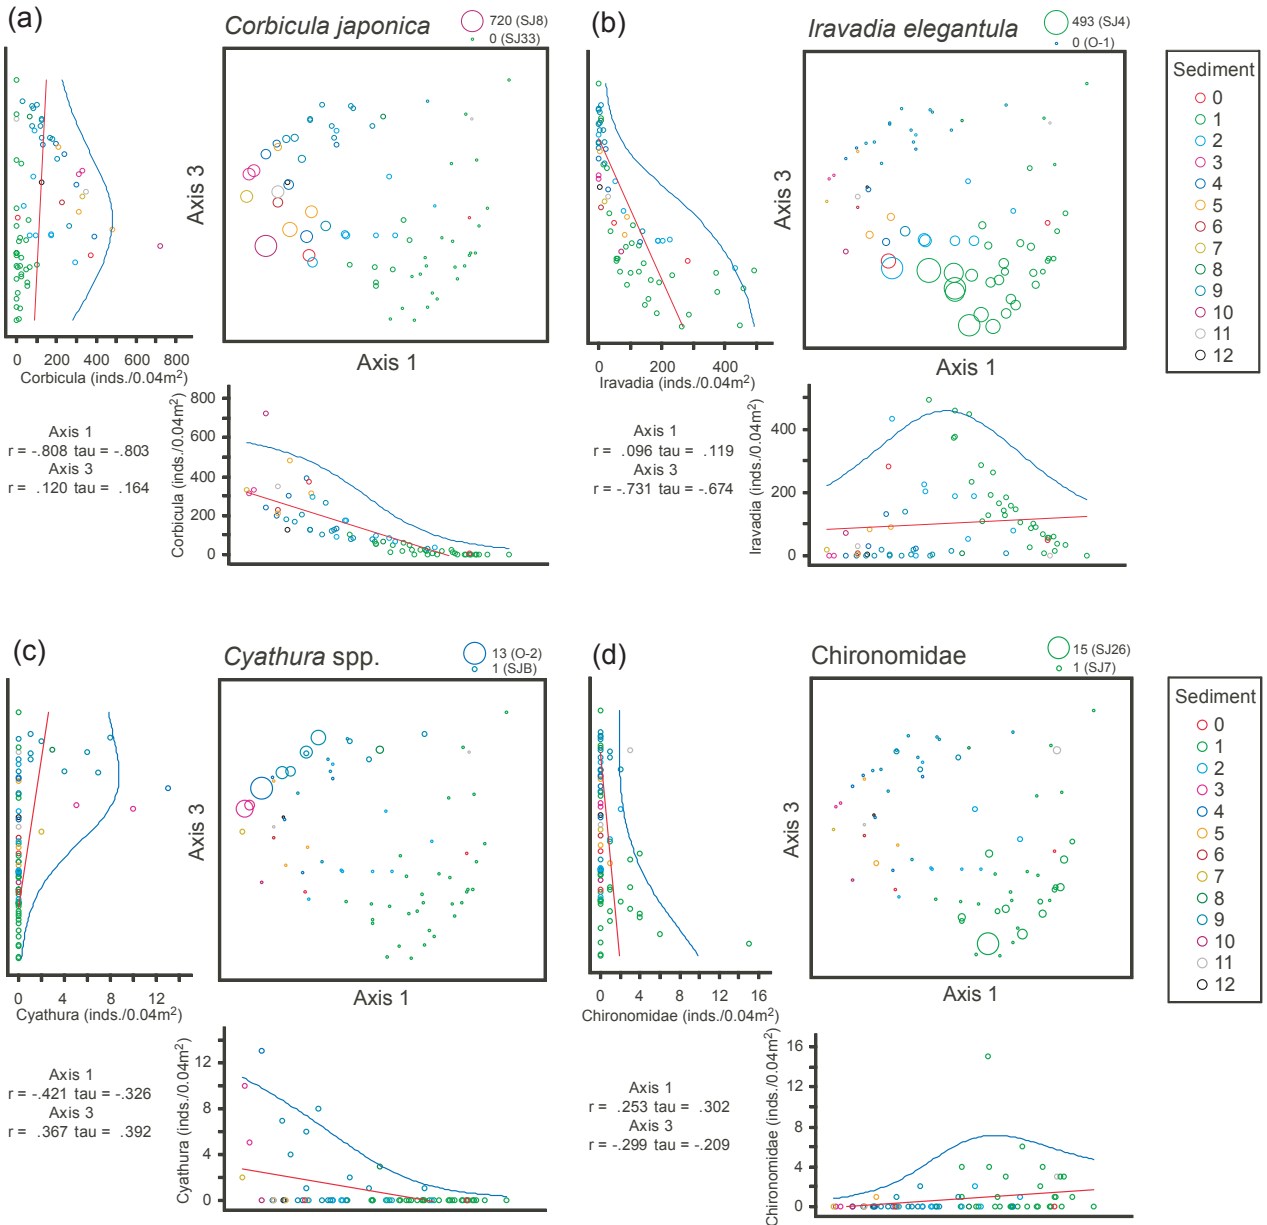 (a)
Corbicula japonica
720 (SJ8)
0 (SJ33)
Axis 3
Axis 1
0 200 400 600 800
Corbicula (inds./0.04m²)
Axis 1
r = -.808 tau = -.803
Axis 3
r = .120 tau = .164
Corbicula (inds./0.04m²)
800
600
400
200
0
(b)
Iravadia elegantula
493 (SJ4)
0 (O-1)
Axis 3
Axis 1
0 200 400
Iravadia (inds./0.04m²)
Axis 1
r = .096 tau = .119
Axis 3
r = -.731 tau = -.674
Iravadia (inds./0.04m²)
400
200
0
Sediment
0
1
2
3
4
5
6
7
8
9
10
11
12
(c)
Cyathura spp.
13 (O-2)
1 (SJB)
Axis 3
Axis 1
0 4 8 12
Cyathura (inds./0.04m²)
Axis 1
r = -.421 tau = -.326
Axis 3
r = .367 tau = .392
Cyathura (inds./0.04m²)
12
8
4
0
(d)
Chironomidae
15 (SJ26)
1 (SJ7)
Axis 3
Axis 1
0 4 8 12 16
Chironomidae (inds./0.04m²)
Axis 1
r = .253 tau = .302
Axis 3
r = -.299 tau = -.209
Chironomidae (inds./0.04m²)
16
12
8
4
0
Sediment
0
1
2
3
4
5
6
7
8
9
10
11
12